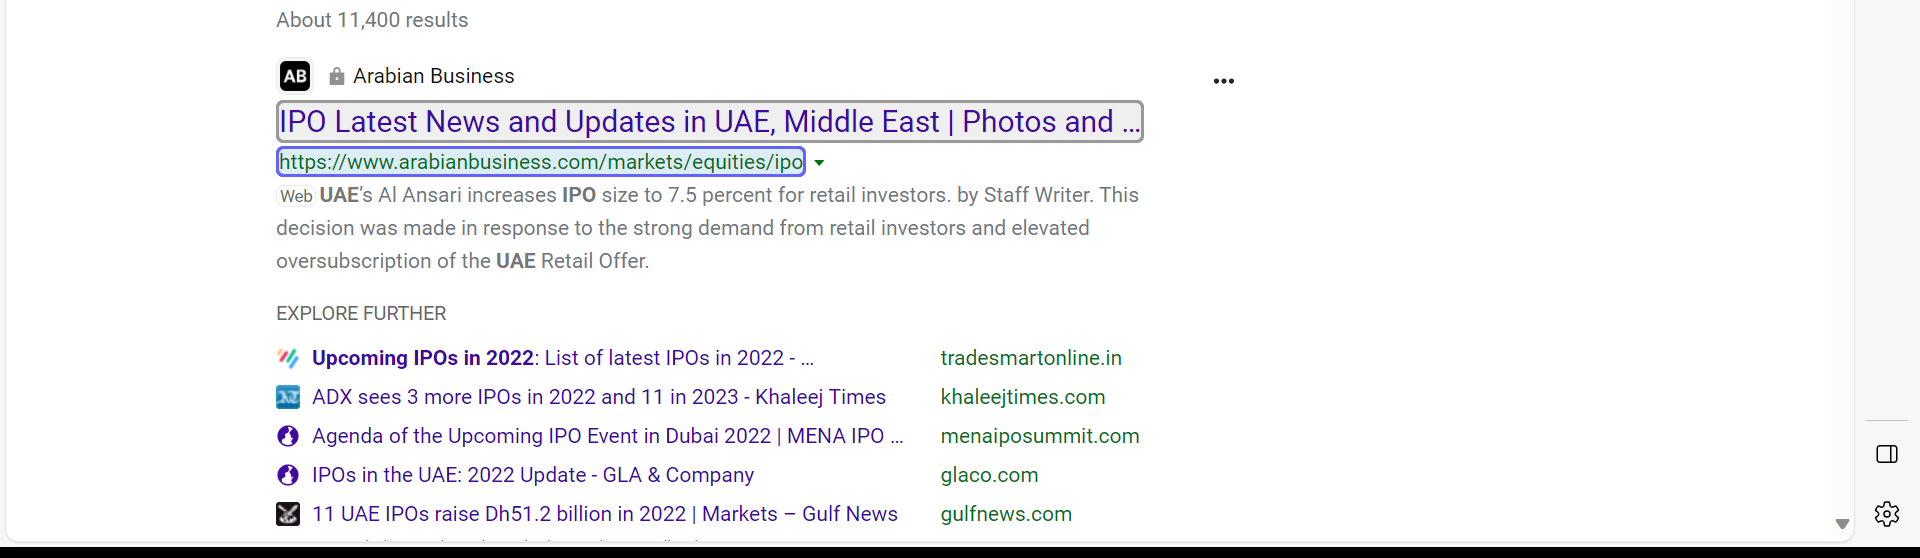 About 11,400 results
AB Arabian Business
IPO Latest News and Updates in UAE, Middle East | Photos and ...
https://www.arabianbusiness.com/markets/equities/ipo
Web UAE's Al Ansari increases IPO size to 7.5 percent for retail investors. by Staff Writer. This
decision was made in response to the strong demand from retail investors and elevated
oversubscription of the UAE Retail Offer.
EXPLORE FURTHER
Upcoming IPOs in 2022: List of latest IPOs in 2022 - ... tradesmartonline.in
ADX sees 3 more IPOs in 2022 and 11 in 2023 - Khaleej Times khaleejtimes.com
Agenda of the Upcoming IPO Event in Dubai 2022 | MENA IPO ... menaiposummit.com
IPOs in the UAE: 2022 Update - GLA & Company glaco.com
11 UAE IPOs raise Dh51.2 billion in 2022 | Markets – Gulf News gulfnews.com